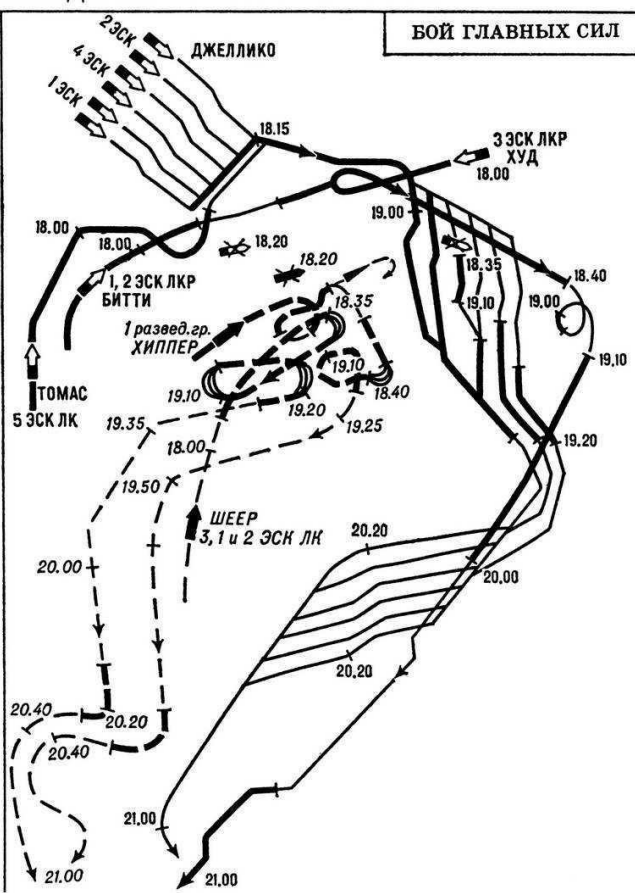 БОЙ ГЛАВНЫХ СИЛ
2 ЭСК
4 ЭСК
1 ЭСК
ДЖЕЛЛИКО
18.15
3 ЭСК ЛКР
ХУД
18.00
18.00
18.00
19.00
18.20
18.35
18.20
18.40
1, 2 ЭСК ЛКР
БИТТИ
18.35
19.10
19.00
1 развед.гр.
ХИППЕР
19.10
19.10
ТОМАС
5 ЭСК ЛК
19.10
19.20
18.40
19.35
19.25
18.00
19.20
19.50
ШЕЕР
3, 1 и 2 ЭСК ЛК
20.20
20.00
20.00
20.20
20.40
20.20
20.40
21.00
21.00
21.00